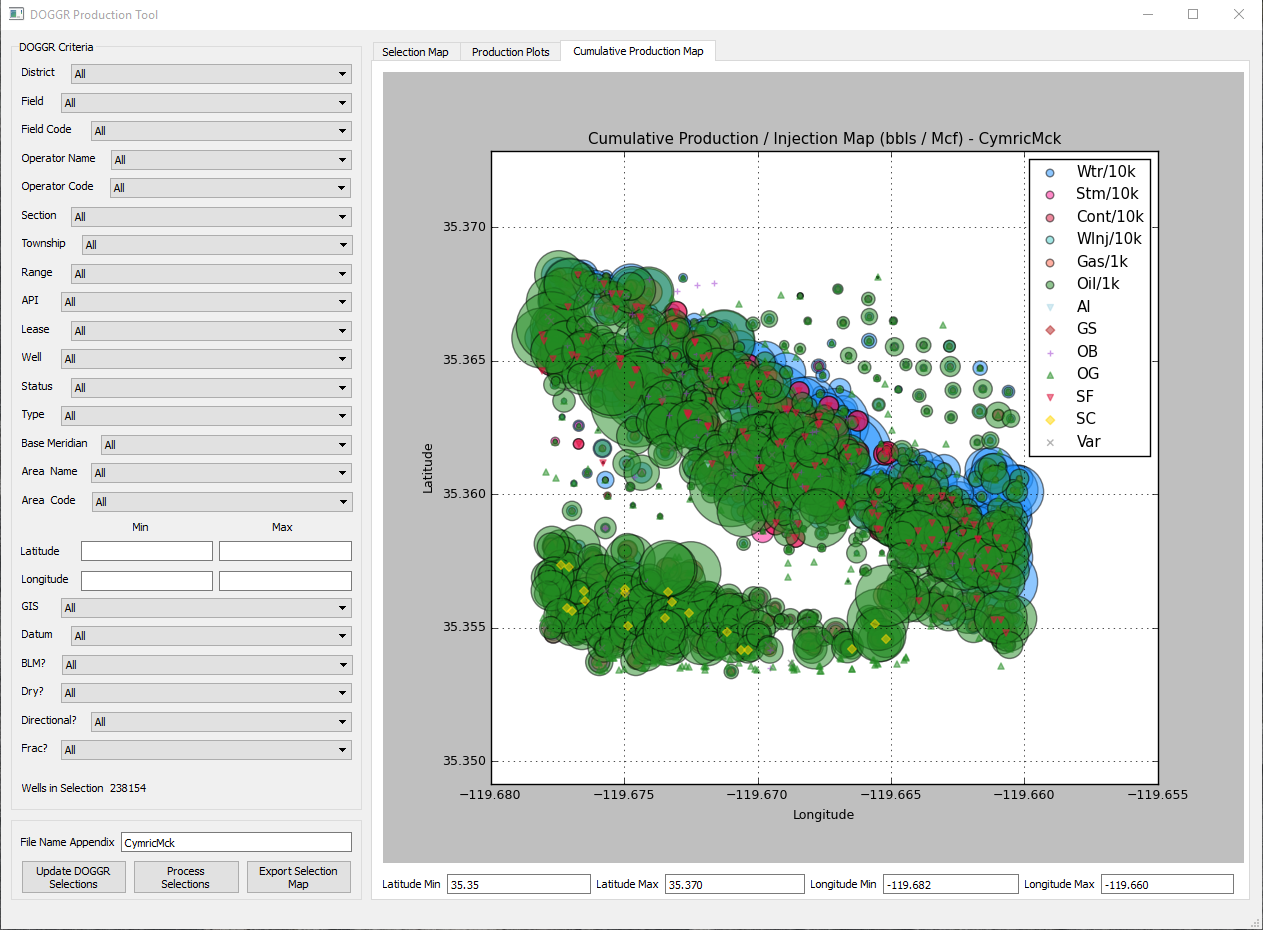 DOGGR Production Tool
DOGGR Criteria
District All
Field All
Field Code All
Operator Name All
Operator Code All
Section All
Township All
Range All
API All
Lease All
Well All
Status All
Type All
Base Meridian All
Area Name All
Area Code All
Min Max
Latitude
Longitude
GIS All
Datum All
BLM? All
Dry? All
Directional? All
Frac? All
Wells in Selection 238154
File Name Appendix CymricMck
Update DOGGR Selections
Process Selections
Export Selection Map
Selection Map Production Plots Cumulative Production Map
Cumulative Production / Injection Map (bbls / Mcf) - CymricMck
Wtr/10k
Stm/10k
Cont/10k
WInj/10k
Gas/1k
Oil/1k
AI
GS
OB
OG
SF
SC
Var
Latitude
35.370
35.365
35.360
35.355
35.350
−119.680 −119.675 −119.670 −119.665 −119.660 −119.655
Longitude
Latitude Min 35.35 Latitude Max 35.370 Longitude Min -119.682 Longitude Max -119.660